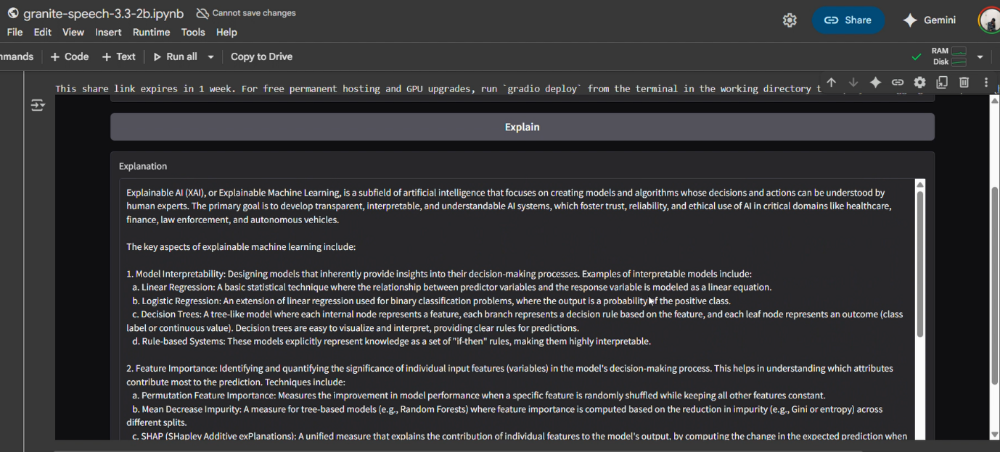 granite-speech-3.3-2b.ipynb Cannot save changes
Share Gemini
File Edit View Insert Runtime Tools Help
mmands + Code + Text Run all Copy to Drive
RAM
Disk
This share link expires in 1 week. For free permanent hosting and GPU upgrades, run `gradio deploy` from the terminal in the working directory t
Explain
Explanation
Explainable AI (XAI), or Explainable Machine Learning, is a subfield of artificial intelligence that focuses on creating models and algorithms whose decisions and actions can be understood by
human experts. The primary goal is to develop transparent, interpretable, and understandable AI systems, which foster trust, reliability, and ethical use of AI in critical domains like healthcare,
finance, law enforcement, and autonomous vehicles.
The key aspects of explainable machine learning include:
1. Model Interpretability: Designing models that inherently provide insights into their decision-making processes. Examples of interpretable models include:
a. Linear Regression: A basic statistical technique where the relationship between predictor variables and the response variable is modeled as a linear equation.
b. Logistic Regression: An extension of linear regression used for binary classification problems, where the output is a probability of the positive class.
c. Decision Trees: A tree-like model where each internal node represents a feature, each branch represents a decision rule based on the feature, and each leaf node represents an outcome (class
label or continuous value). Decision trees are easy to visualize and interpret, providing clear rules for predictions.
d. Rule-based Systems: These models explicitly represent knowledge as a set of "if-then" rules, making them highly interpretable.
2. Feature Importance: Identifying and quantifying the significance of individual input features (variables) in the model's decision-making process. This helps in understanding which attributes
contribute most to the prediction. Techniques include:
a. Permutation Feature Importance: Measures the improvement in model performance when a specific feature is randomly shuffled while keeping all other features constant.
b. Mean Decrease Impurity: A measure for tree-based models (e.g., Random Forests) where feature importance is computed based on the reduction in impurity (e.g., Gini or entropy) across
different splits.
c. SHAP (SHapley Additive exPlanations): A unified measure that explains the contribution of individual features to the model's output, by computing the change in the expected prediction when